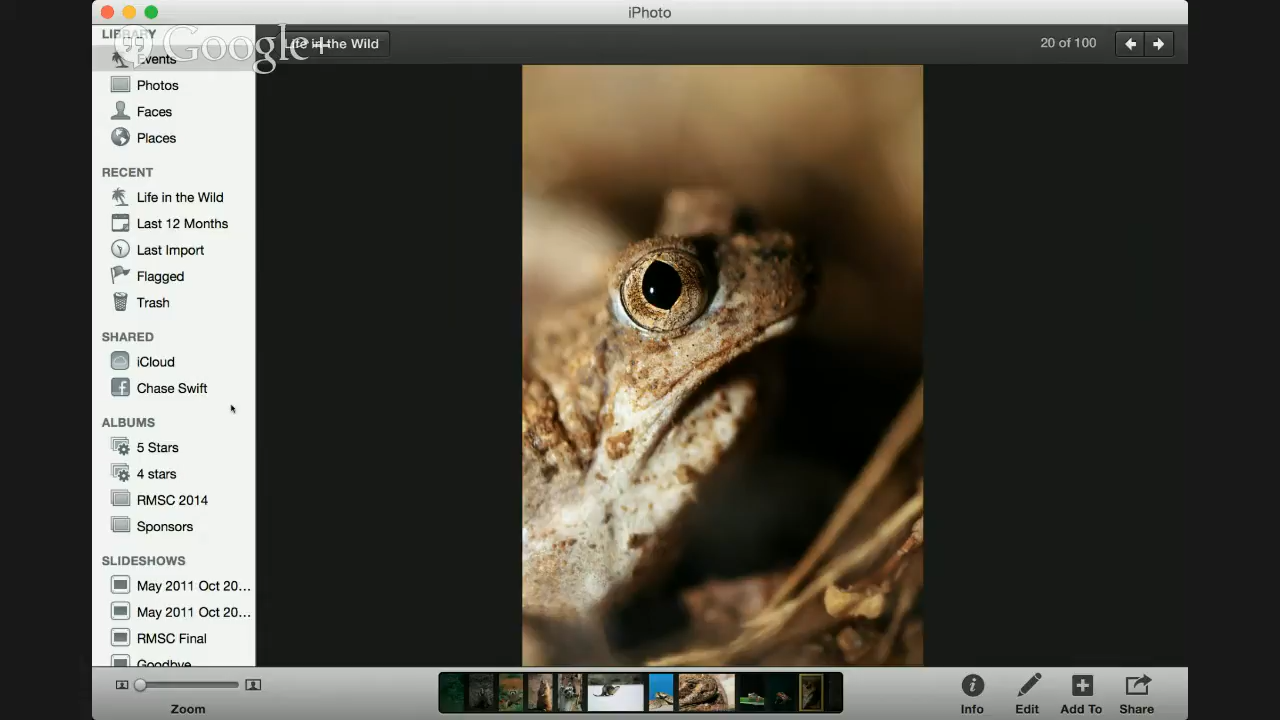 iPhoto
LIBRARY
Google+
Life in the Wild
20 of 100
Events
Photos
Faces
Places
RECENT
Life in the Wild
Last 12 Months
Last Import
Flagged
Trash
SHARED
iCloud
Chase Swift
ALBUMS
5 Stars
4 stars
RMSC 2014
Sponsors
SLIDESHOWS
May 2011 Oct 20...
May 2011 Oct 20...
RMSC Final
Goodbye
Zoom
Info
Edit
Add To
Share